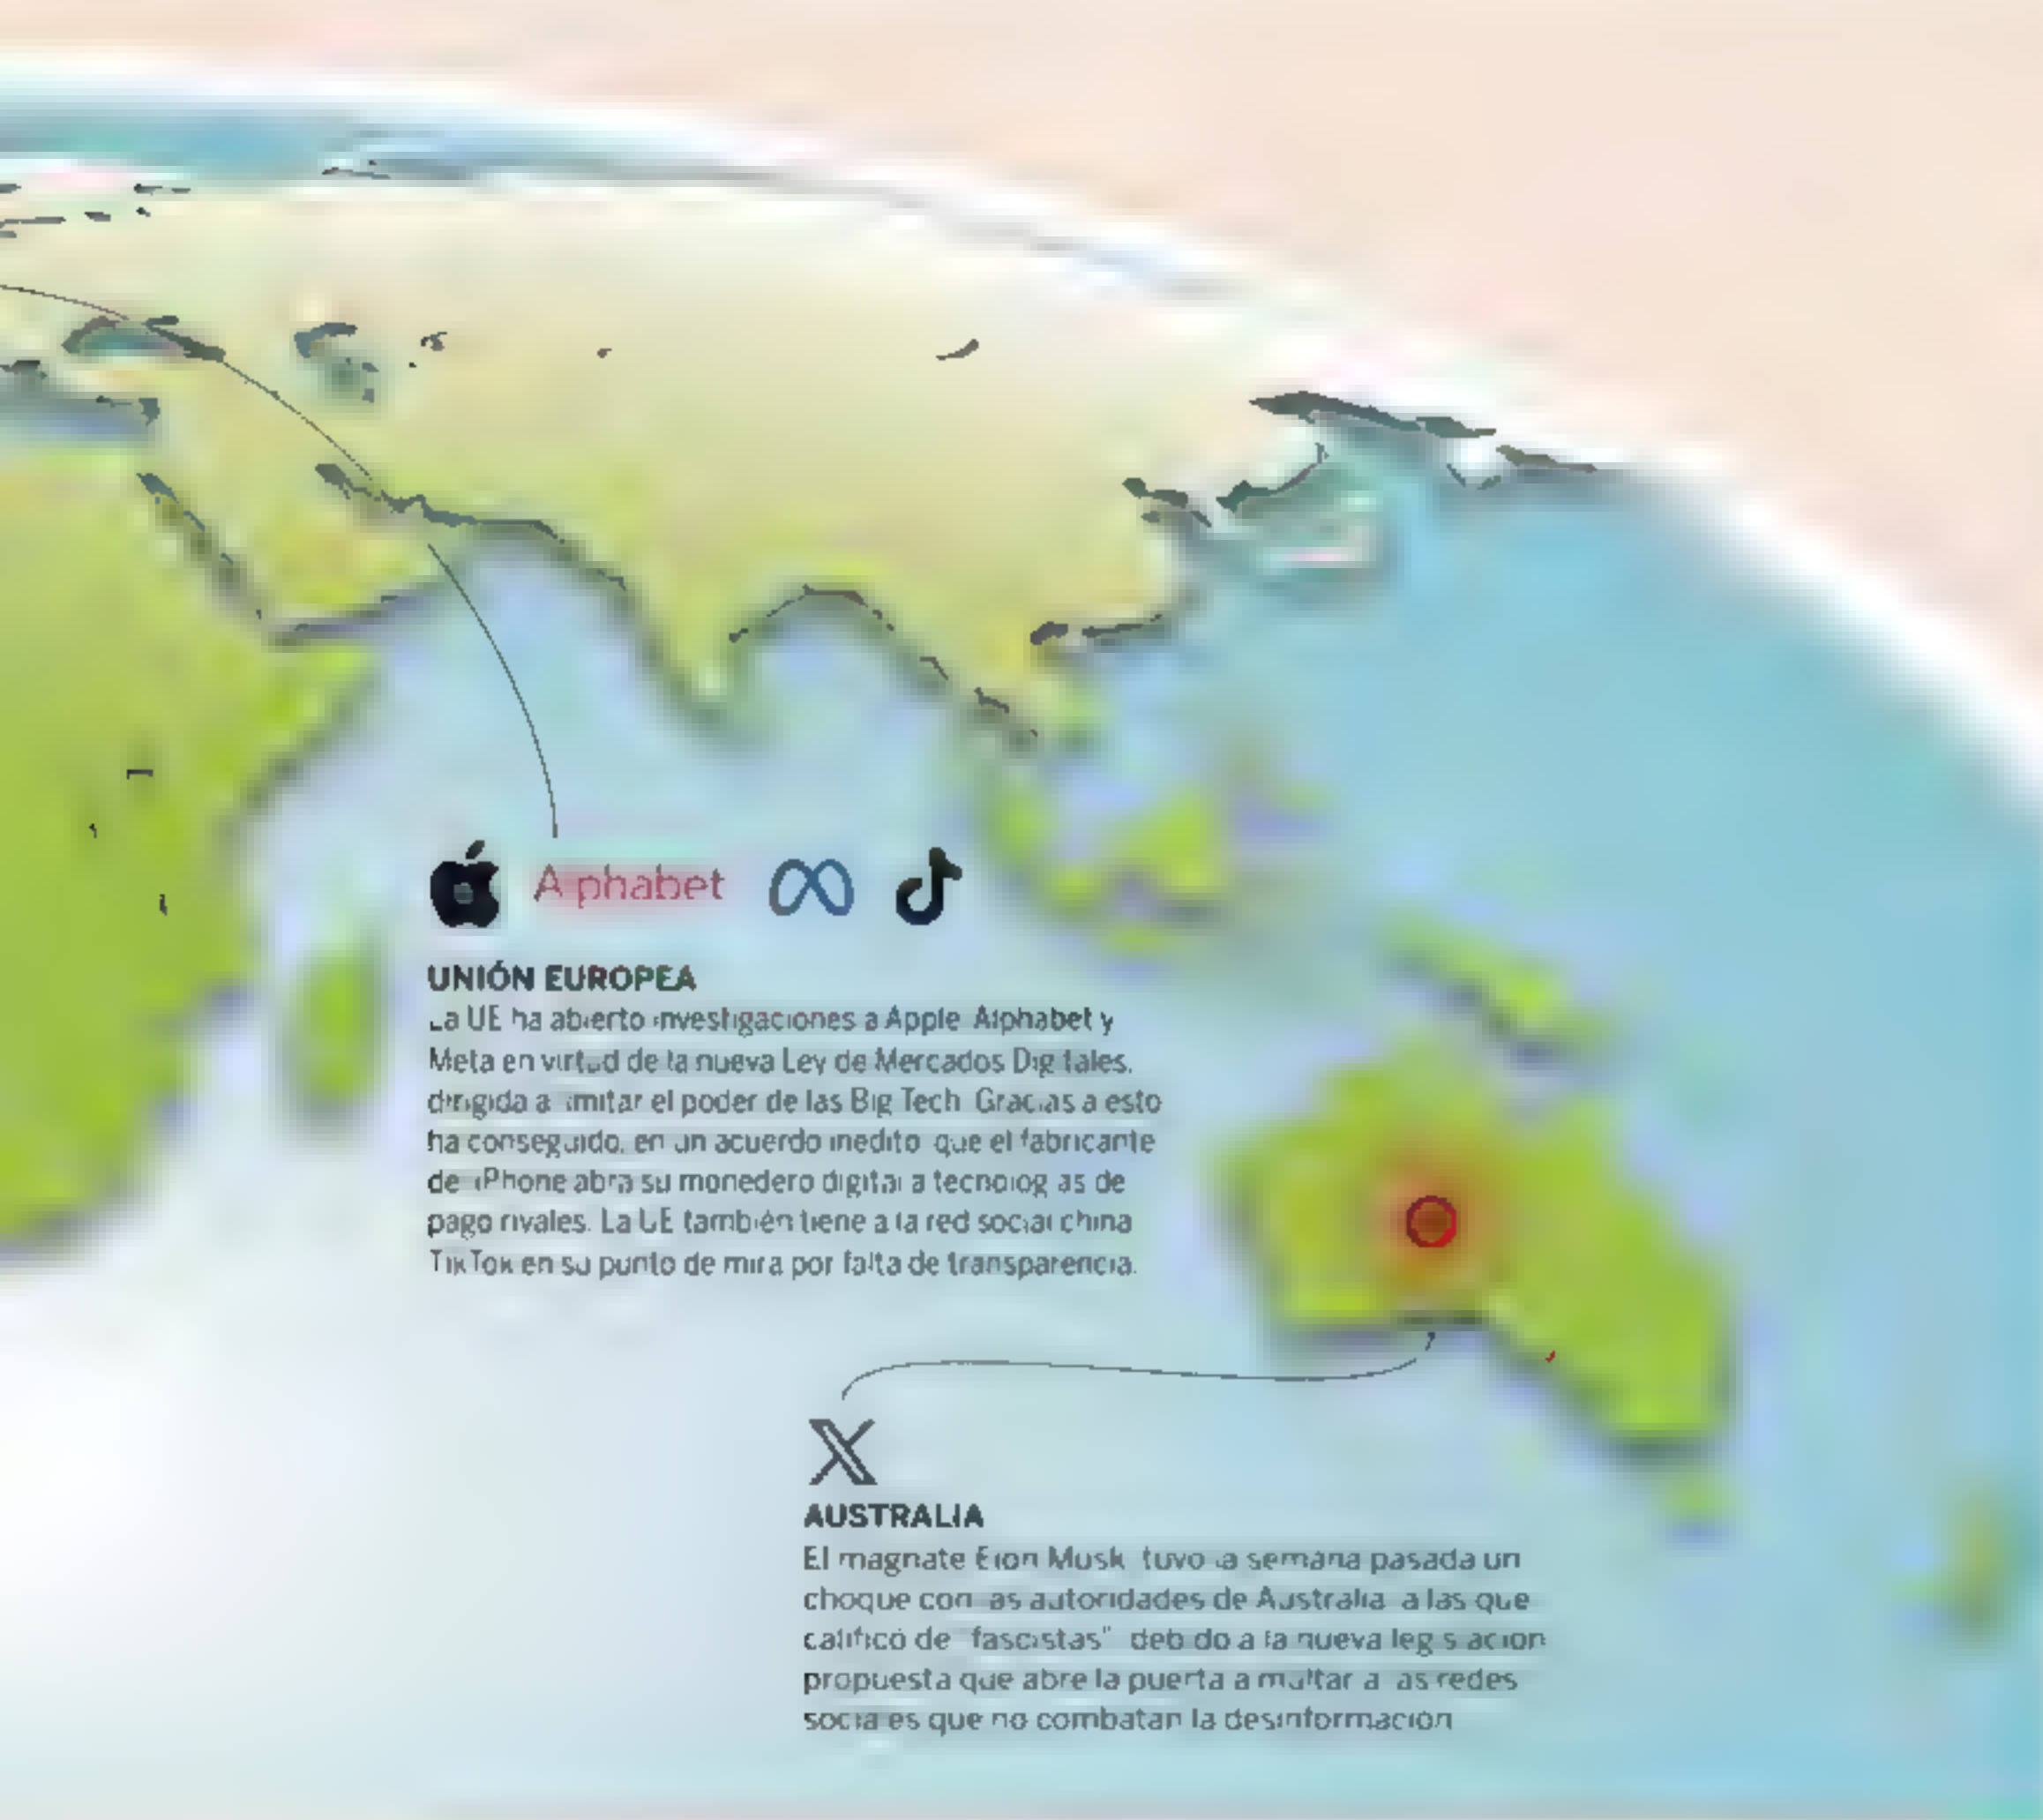 Alphabet
UNIÓN EUROPEA
La UE ha abierto investigaciones a Apple, Alphabet y
Meta en virtud de la nueva Ley de Mercados Digitales,
dirigida a limitar el poder de las Big Tech. Gracias a esto
ha conseguido, en un acuerdo inédito, que el fabricante
de iPhone abra su monedero digital a tecnologías de
pago rivales. La UE también tiene a la red social china
TikTok en su punto de mira por falta de transparencia.
X
AUSTRALIA
El magnate Elon Musk, tuvo la semana pasada un
choque con las autoridades de Australia, a las que
calificó de "fascistas", debido a la nueva legislación
propuesta que abre la puerta a multar a las redes
sociales que no combatan la desinformación